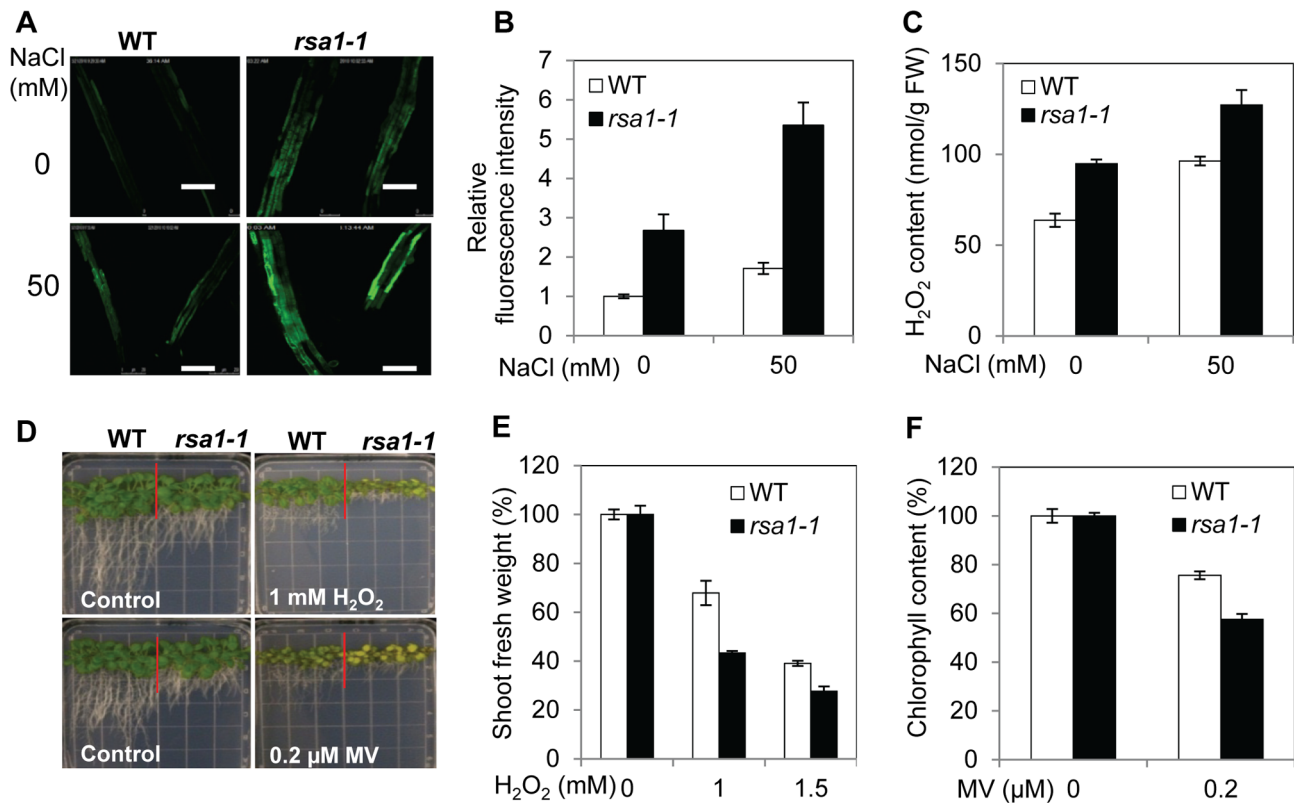 A
WT
rsa1-1
NaCl
(mM)
0
50
B
Relative
fluorescence intensity
7
6
5
4
3
2
1
0
WT
rsa1-1
NaCl (mM)
0
50
C
H₂O₂ content (nmol/g FW)
150
100
50
0
WT
rsa1-1
NaCl (mM)
0
50
D
WT
rsa1-1
WT
rsa1-1
Control
1 mM H₂O₂
Control
0.2 µM MV
E
Shoot fresh weight (%)
120
100
80
60
40
20
0
WT
rsa1-1
H₂O₂ (mM)
0
1
1.5
F
Chlorophyll content (%)
120
100
80
60
40
20
0
WT
rsa1-1
MV (µM)
0
0.2